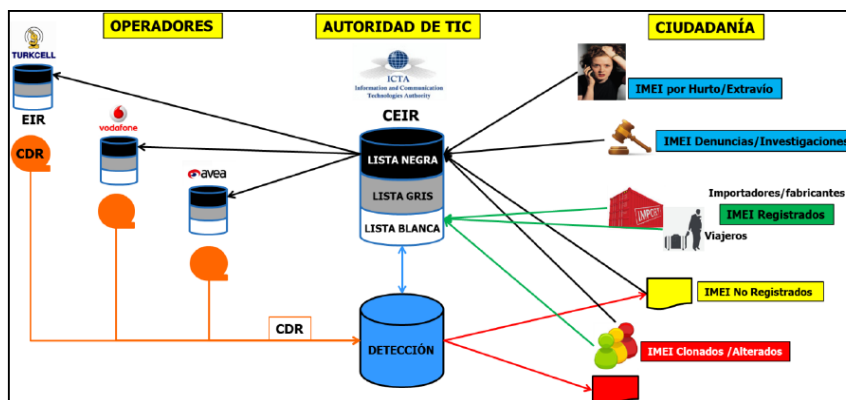 OPERADORES
AUTORIDAD DE TIC
CIUDADANÍA
TURKCELL
EIR
CDR
vodafone
avea
ICTA
Information and Communication
Technologies Authority
CEIR
LISTA NEGRA
LISTA GRIS
LISTA BLANCA
CDR
DETECCIÓN
IMEI por Hurto/Extravío
IMEI Denuncias/Investigaciones
Importadores/fabricantes
IMPORT
IMEI Registrados
Viajeros
IMEI No Registrados
IMEI Clonados /Alterados